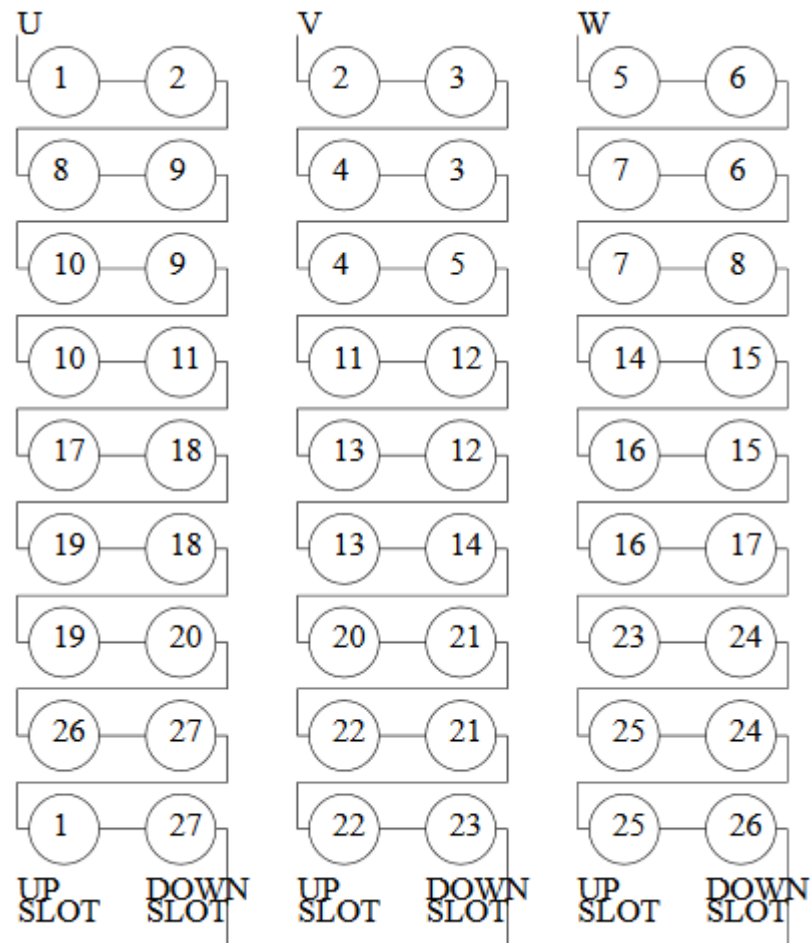 U V W
1 2 2 3 5 6
8 9 4 3 7 6
10 9 4 5 7 8
10 11 11 12 14 15
17 18 13 12 16 15
19 18 13 14 16 17
19 20 20 21 23 24
26 27 22 21 25 24
1 27 22 23 25 26
UP DOWN UP DOWN UP DOWN
SLOT SLOT SLOT SLOT SLOT SLOT